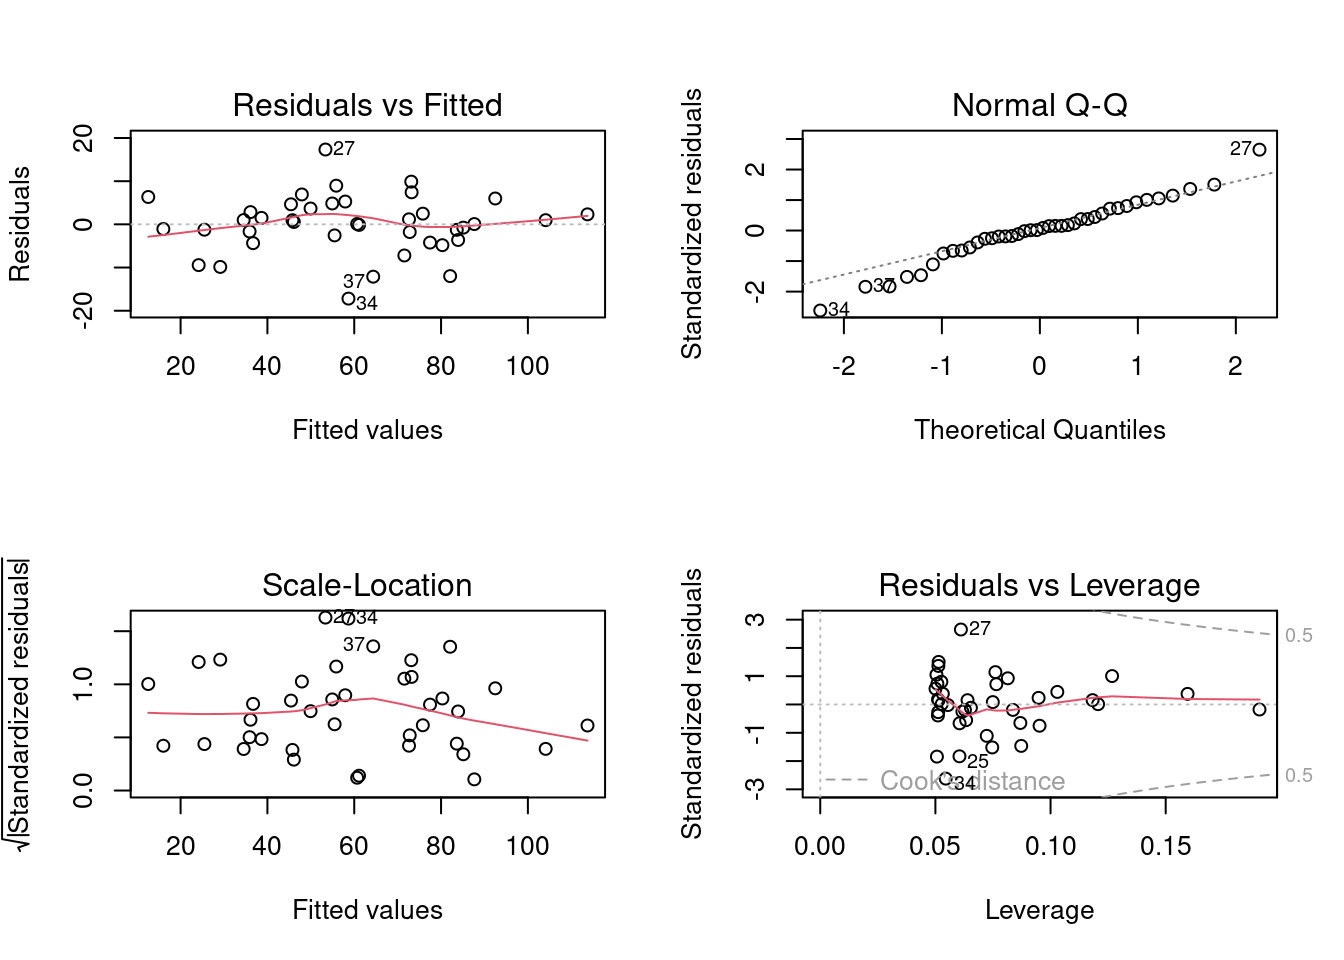 Residuals vs Fitted
Residuals
20
0
-20
27
37
34
20 40 60 80 100
Fitted values
Normal Q-Q
Standardized residuals
2
0
-2
27
37
34
-2 -1 0 1 2
Theoretical Quantiles
Scale-Location
√|Standardized residuals|
1.0
0.0
27
34
37
20 40 60 80 100
Fitted values
Residuals vs Leverage
Standardized residuals
3
1
-1
-3
27
25
34
Cook's distance
0.5
0.5
0.00 0.05 0.10 0.15
Leverage